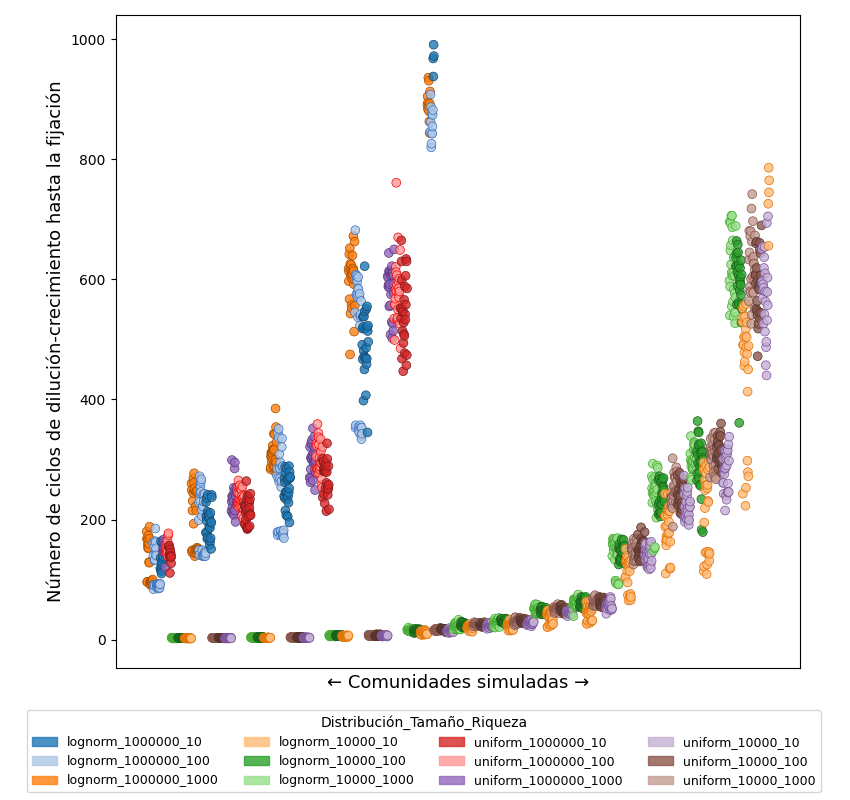 1000
800
600
400
200
0
Número de ciclos de dilución-crecimiento hasta la fijación
← Comunidades simuladas →
Distribución_Tamaño_Riqueza
lognorm_1000000_10 lognorm_10000_10 uniform_1000000_10 uniform_10000_10
lognorm_1000000_100 lognorm_10000_100 uniform_1000000_100 uniform_10000_100
lognorm_1000000_1000 lognorm_10000_1000 uniform_1000000_1000 uniform_10000_1000